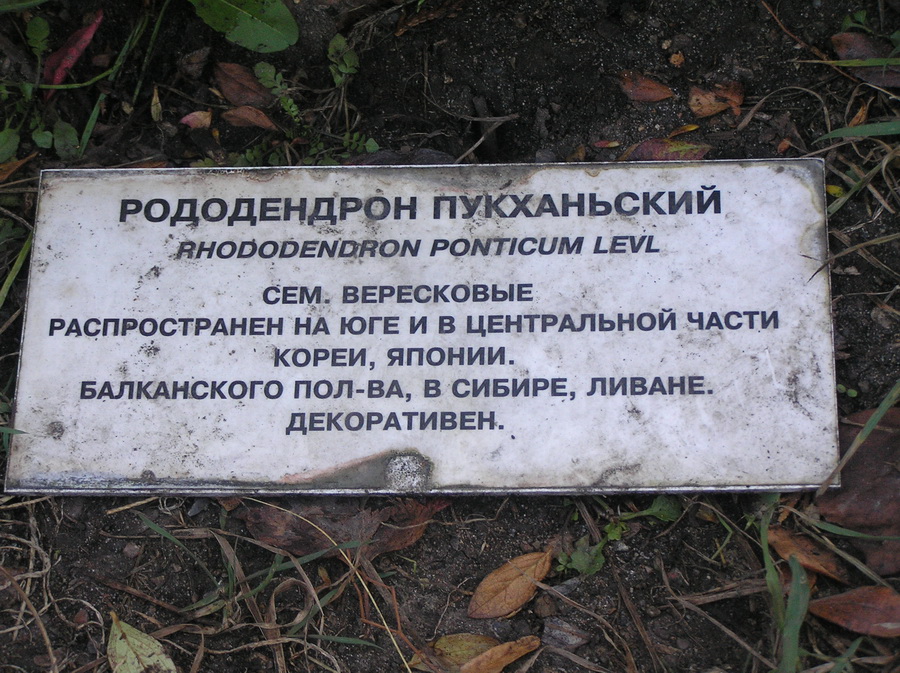 РОДОДЕНДРОН ПУКХАНЬСКИЙ
RHODODENDRON PONTICUM LEVL
СЕМ. ВЕРЕСКОВЫЕ
РАСПРОСТРАНЕН НА ЮГЕ И В ЦЕНТРАЛЬНОЙ ЧАСТИ
КОРЕИ, ЯПОНИИ.
БАЛКАНСКОГО ПОЛ-ВА, В СИБИРЕ, ЛИВАНЕ.
ДЕКОРАТИВЕН.